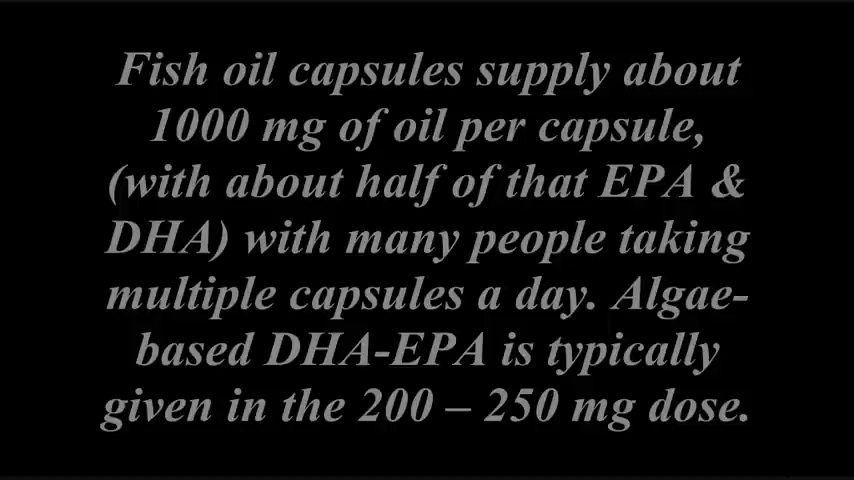 Fish oil capsules supply about
1000 mg of oil per capsule,
(with about half of that EPA &
DHA) with many people taking
multiple capsules a day. Algae-
based DHA-EPA is typically
given in the 200 – 250 mg dose.